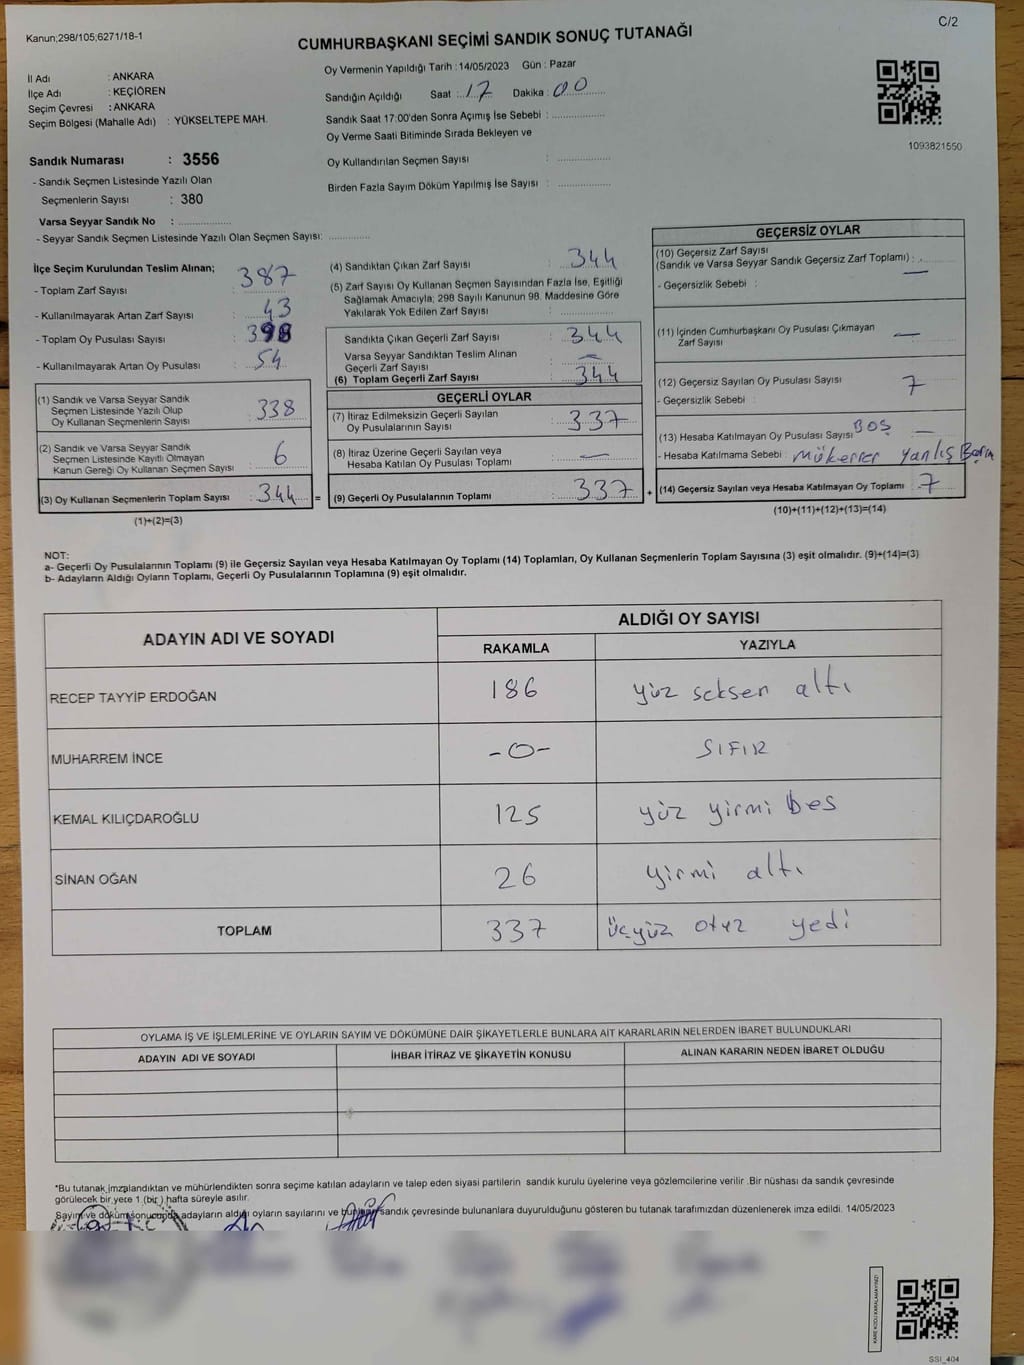 Kanun;298/105;6271/18-1
C/2
CUMHURBAŞKANI SEÇİMİ SANDIK SONUÇ TUTANAĞI
İl Adı : ANKARA
İlçe Adı : KEÇİÖREN
Seçim Çevresi : ANKARA
Seçim Bölgesi (Mahalle Adı) : YÜKSELTEPE MAH.
Sandık Numarası : 3556
- Sandık Seçmen Listesinde Yazılı Olan
Seçmenlerin Sayısı : 380
Varsa Seyyar Sandık No : ....................
- Seyyar Sandık Seçmen Listesinde Yazılı Olan Seçmen Sayısı: ...............
Oy Vermenin Yapıldığı Tarih : 14/05/2023 Gün : Pazar
Sandığın Açıldığı Saat : 17 Dakika : 00
Sandık Saat 17:00'den Sonra Açımış İse Sebebi : ....................
Oy Verme Saati Bitiminde Sırada Bekleyen ve
Oy Kullandırılan Seçmen Sayısı : ....................
Birden Fazla Sayım Döküm Yapılmış İse Sayısı : ....................
1093821550
İlçe Seçim Kurulundan Teslim Alınan;
- Toplam Zarf Sayısı : 387
- Kullanılmayarak Artan Zarf Sayısı : 43
- Toplam Oy Pusulası Sayısı : 398
- Kullanılmayarak Artan Oy Pusulası : 54
(1) Sandık ve Varsa Seyyar Sandık
Seçmen Listesinde Yazılı Olup
Oy Kullanan Seçmenlerin Sayısı : 338
(2) Sandık ve Varsa Seyyar Sandık
Seçmen Listesinde Kayıtlı Olmayan
Kanun Gereği Oy Kullanan Seçmen Sayısı : 6
(3) Oy Kullanan Seçmenlerin Toplam Sayısı : 344 =
(1)+(2)=(3)
(4) Sandıktan Çıkan Zarf Sayısı : 344
(5) Zarf Sayısı Oy Kullanan Seçmen Sayısından Fazla İse, Eşitliği
Sağlamak Amacıyla; 298 Sayılı Kanunun 98. Maddesine Göre
Yakılarak Yok Edilen Zarf Sayısı : ....................
Sandıkta Çıkan Geçerli Zarf Sayısı : 344
Varsa Seyyar Sandıktan Teslim Alınan
Geçerli Zarf Sayısı : —
(6) Toplam Geçerli Zarf Sayısı : 344
GEÇERLİ OYLAR
(7) İtiraz Edilmeksizin Geçerli Sayılan
Oy Pusulalarının Sayısı : 337
(8) İtiraz Üzerine Geçerli Sayılan veya
Hesaba Katılan Oy Pusulası Toplamı : —
(9) Geçerli Oy Pusulalarının Toplamı : 337 +
GEÇERSİZ OYLAR
(10) Geçersiz Zarf Sayısı
(Sandık ve Varsa Seyyar Sandık Geçersiz Zarf Toplamı) : —
- Geçersizlik Sebebi :
(11) İçinden Cumhurbaşkanı Oy Pusulası Çıkmayan —
Zarf Sayısı
(12) Geçersiz Sayılan Oy Pusulası Sayısı 7
- Geçersizlik Sebebi :
(13) Hesaba Katılmayan Oy Pusulası Sayısı BOŞ —
- Hesaba Katılmama Sebebi : mükerrer yanlış Basım
(14) Geçersiz Sayılan veya Hesaba Katılmayan Oy Toplamı : 7
(10)+(11)+(12)+(13)=(14)
NOT:
a- Geçerli Oy Pusulalarının Toplamı (9) ile Geçersiz Sayılan veya Hesaba Katılmayan Oy Toplamı (14) Toplamları, Oy Kullanan Seçmenlerin Toplam Sayısına (3) eşit olmalıdır. (9)+(14)=(3)
b- Adayların Aldığı Oyların Toplamı, Geçerli Oy Pusulalarının Toplamına (9) eşit olmalıdır.
ADAYIN ADI VE SOYADI ALDIĞI OY SAYISI
RAKAMLA YAZIYLA
RECEP TAYYİP ERDOĞAN 186 yüz seksen altı
MUHARREM İNCE -0- SIFIR
KEMAL KILIÇDAROĞLU 125 yüz yirmi beş
SİNAN OĞAN 26 yirmi altı
TOPLAM 337 üçyüz otuz yedi
OYLAMA İŞ VE İŞLEMLERİNE VE OYLARIN SAYIM VE DÖKÜMÜNE DAİR ŞİKAYETLERLE BUNLARA AİT KARARLARIN NELERDEN İBARET BULUNDUKLARI
ADAYIN ADI VE SOYADI İHBAR İTİRAZ VE ŞİKAYETİN KONUSU ALINAN KARARIN NEDEN İBARET OLDUĞU
*Bu tutanak imzalandıktan ve mühürlendikten sonra seçime katılan adayların ve talep eden siyasi partilerin sandık kurulu üyelerine veya gözlemcilerine verilir .Bir nüshası da sandık çevresinde
görülecek bir yere 1 (bir ) hafta süreyle asılır.
Sayım ve döküm sonucunda adayların aldığı oyların sayılarını ve bunların sandık çevresinde bulunanlara duyurulduğunu gösteren bu tutanak tarafımızdan düzenlenerek imza edildi. 14/05/2023
KARE KODU KARALAMAYINIZ!
SSI_404